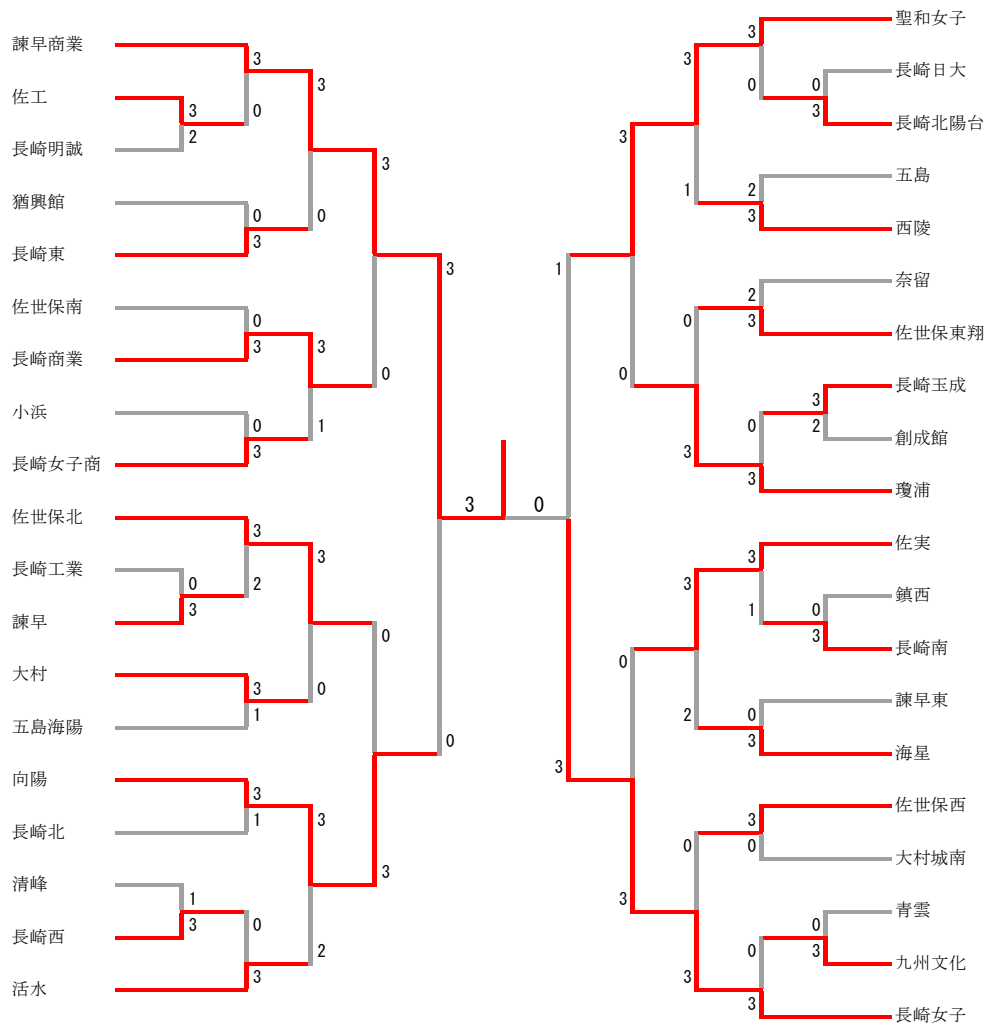 諫早商業
佐工
長崎明誠
猶興館
長崎東
佐世保南
長崎商業
小浜
長崎女子商
佐世保北
長崎工業
諫早
大村
五島海陽
向陽
長崎北
清峰
長崎西
活水
3
0
3
2
0
3
0
3
0
3
3
2
0
3
3
1
3
1
1
3
0
3
3
0
3
1
3
0
3
2
3
0
0
3
3
0
3
0
1
3
3
0
0
3
3
1
3
0
3
2
0
3
3
0
0
3
2
3
2
3
0
3
3
2
3
1
0
3
0
3
3
0
0
3
0
3
聖和女子
長崎日大
長崎北陽台
五島
西陵
奈留
佐世保東翔
長崎玉成
創成館
瓊浦
佐実
鎮西
長崎南
諫早東
海星
佐世保西
大村城南
青雲
九州文化
長崎女子